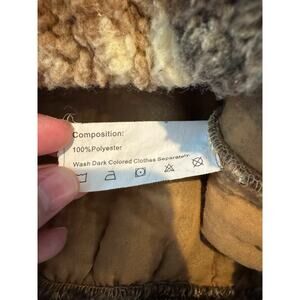 Composition:
100%Polyester
Wash Dark Colored Clothes Separately